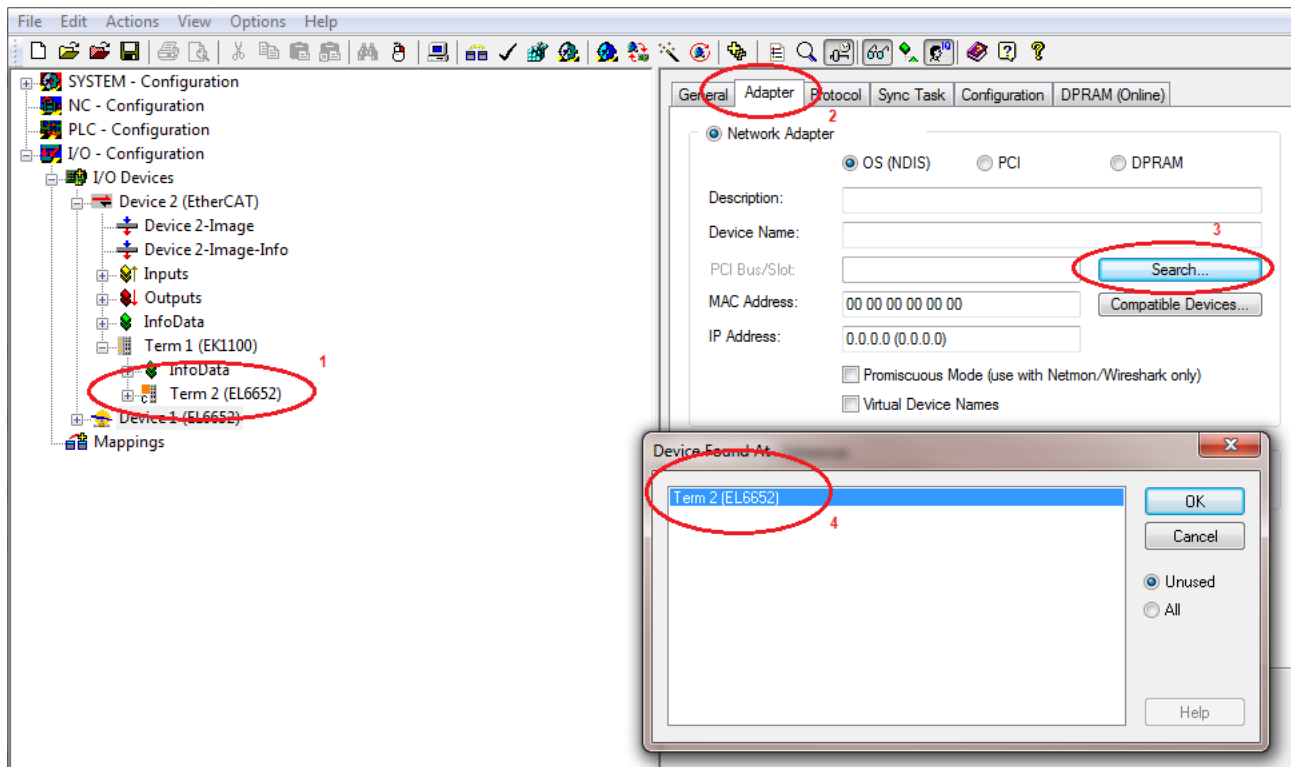 File Edit Actions View Options Help
SYSTEM - Configuration
NC - Configuration
PLC - Configuration
I/O - Configuration
I/O Devices
Device 2 (EtherCAT)
Device 2-Image
Device 2-Image-Info
Inputs
Outputs
InfoData
Term 1 (EK1100)
InfoData
1
Term 2 (EL6652)
Device 1 (EL6652)
Mappings
General Adapter Protocol Sync Task Configuration DPRAM (Online)
2
Network Adapter
OS (NDIS) PCI DPRAM
Description:
Device Name:
3
PCI Bus/Slot: Search...
MAC Address: 00 00 00 00 00 00 Compatible Devices...
IP Address: 0.0.0.0 (0.0.0.0)
Promiscuous Mode (use with Netmon/Wireshark only)
Virtual Device Names
Device Found At
Term 2 (EL6652)
4
OK
Cancel
Unused
All
Help